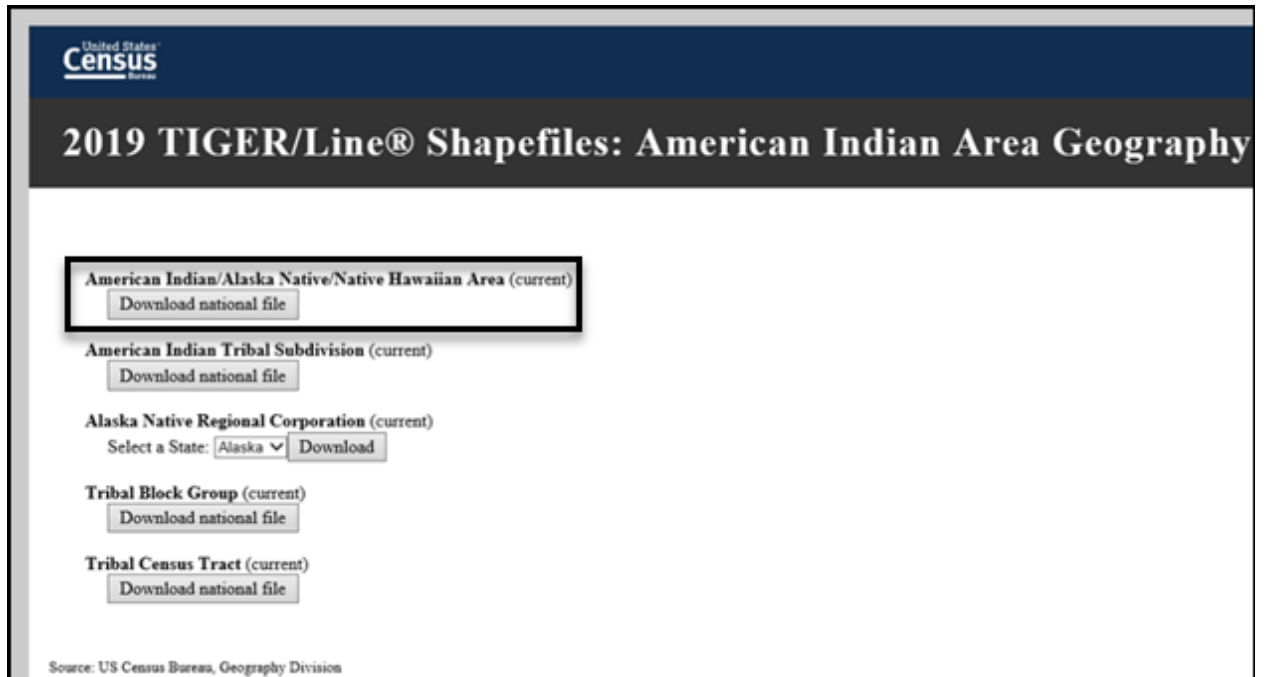 United States™
Census
Bureau
2019 TIGER/Line® Shapefiles: American Indian Area Geography
American Indian/Alaska Native/Native Hawaiian Area (current)
Download national file
American Indian Tribal Subdivision (current)
Download national file
Alaska Native Regional Corporation (current)
Select a State: Alaska Download
Tribal Block Group (current)
Download national file
Tribal Census Tract (current)
Download national file
Source: US Census Bureau, Geography Division